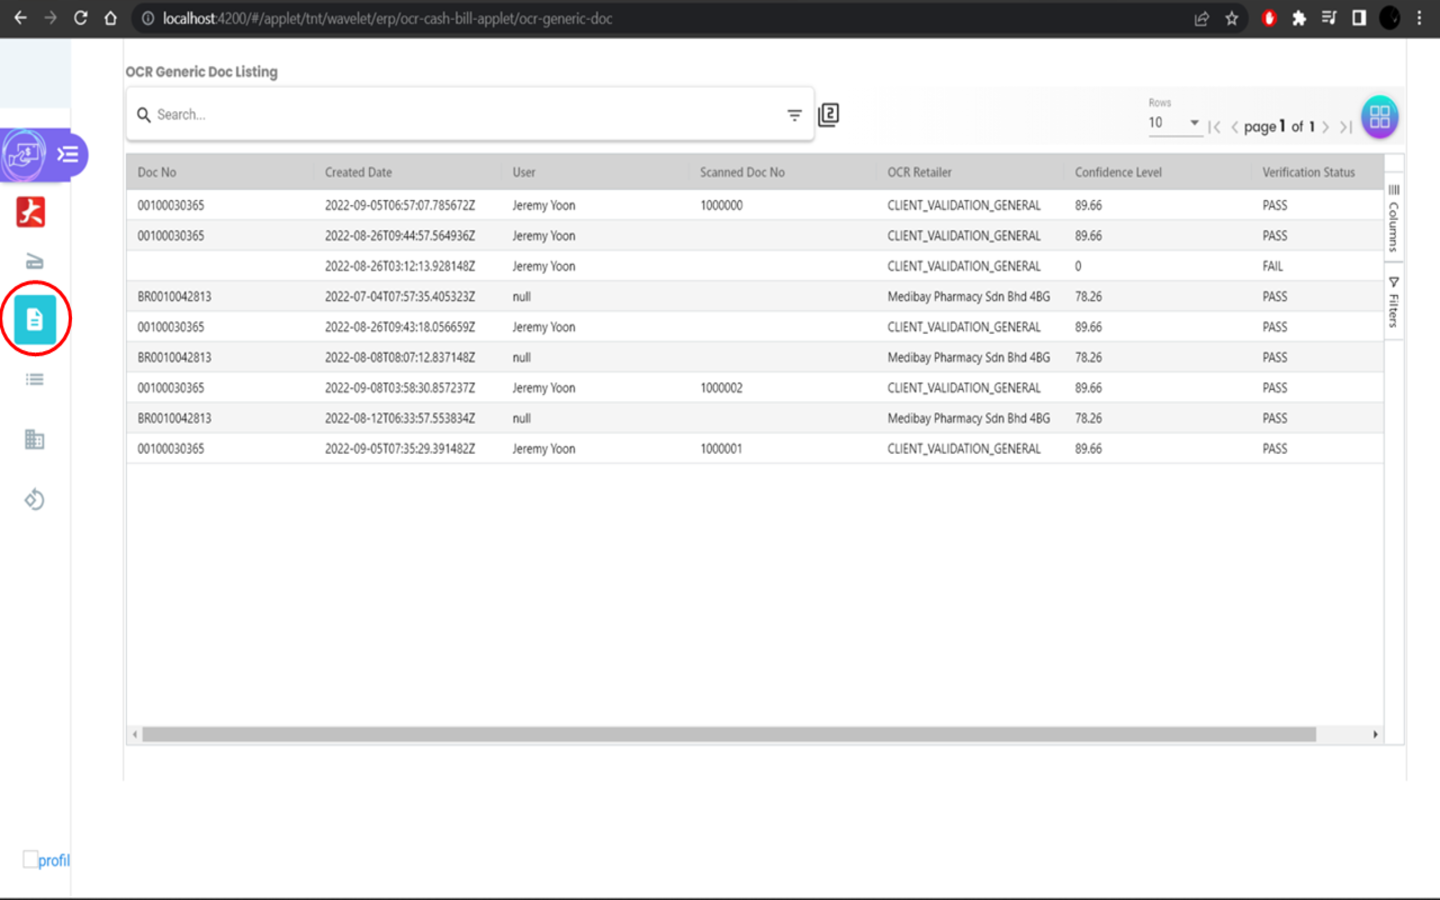 localhost:4200/#/applet/tnt/wavelet/erp/ocr-cash-bill-applet/ocr-generic-doc
OCR Generic Doc Listing
Search...
2
Rows
10
page 1 of 1
Doc No Created Date User Scanned Doc No OCR Retailer Confidence Level Verification Status
00100030365 2022-09-05T06:57:07.785672Z Jeremy Yoon 1000000 CLIENT_VALIDATION_GENERAL 89.66 PASS
00100030365 2022-08-26T09:44:57.564936Z Jeremy Yoon CLIENT_VALIDATION_GENERAL 89.66 PASS
2022-08-26T03:12:13.928148Z Jeremy Yoon CLIENT_VALIDATION_GENERAL 0 FAIL
BR0010042813 2022-07-04T07:57:35.405323Z null Medibay Pharmacy Sdn Bhd 4BG 78.26 PASS
00100030365 2022-08-26T09:43:18.056659Z Jeremy Yoon CLIENT_VALIDATION_GENERAL 89.66 PASS
BR0010042813 2022-08-08T08:07:12.837148Z null Medibay Pharmacy Sdn Bhd 4BG 78.26 PASS
00100030365 2022-09-08T03:58:30.857237Z Jeremy Yoon 1000002 CLIENT_VALIDATION_GENERAL 89.66 PASS
BR0010042813 2022-08-12T06:33:57.553834Z null Medibay Pharmacy Sdn Bhd 4BG 78.26 PASS
00100030365 2022-09-05T07:35:29.391482Z Jeremy Yoon 1000001 CLIENT_VALIDATION_GENERAL 89.66 PASS
Columns
Filters
profil